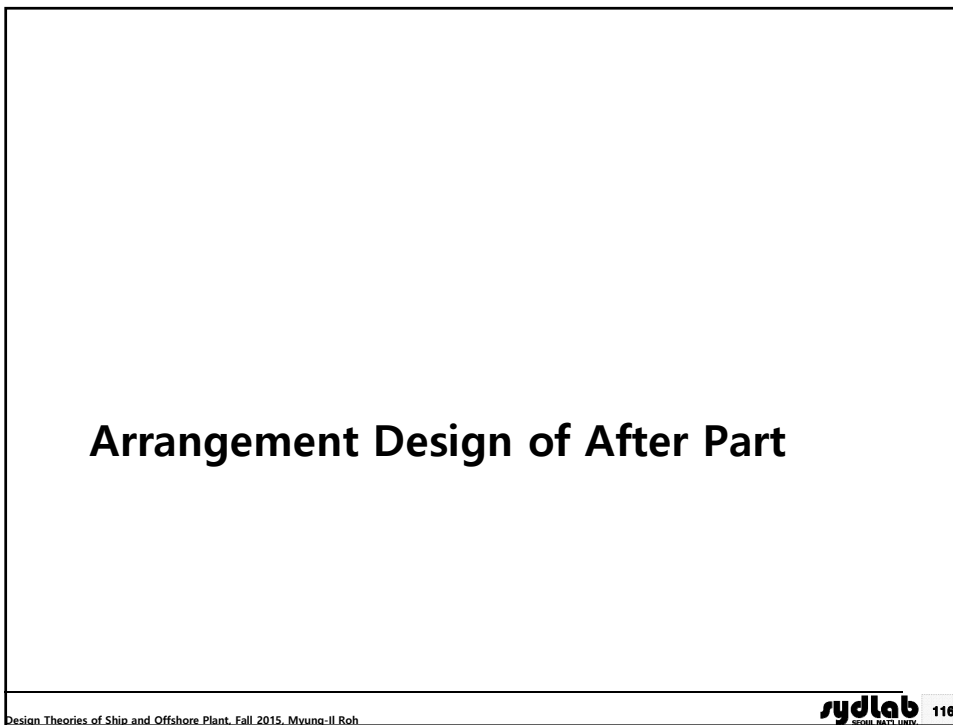 Arrangement Design of After Part
Design Theories of Ship and Offshore Plant, Fall 2015, Myung-Il Roh
sydlab
SEOUL NAT'L UNIV.
116